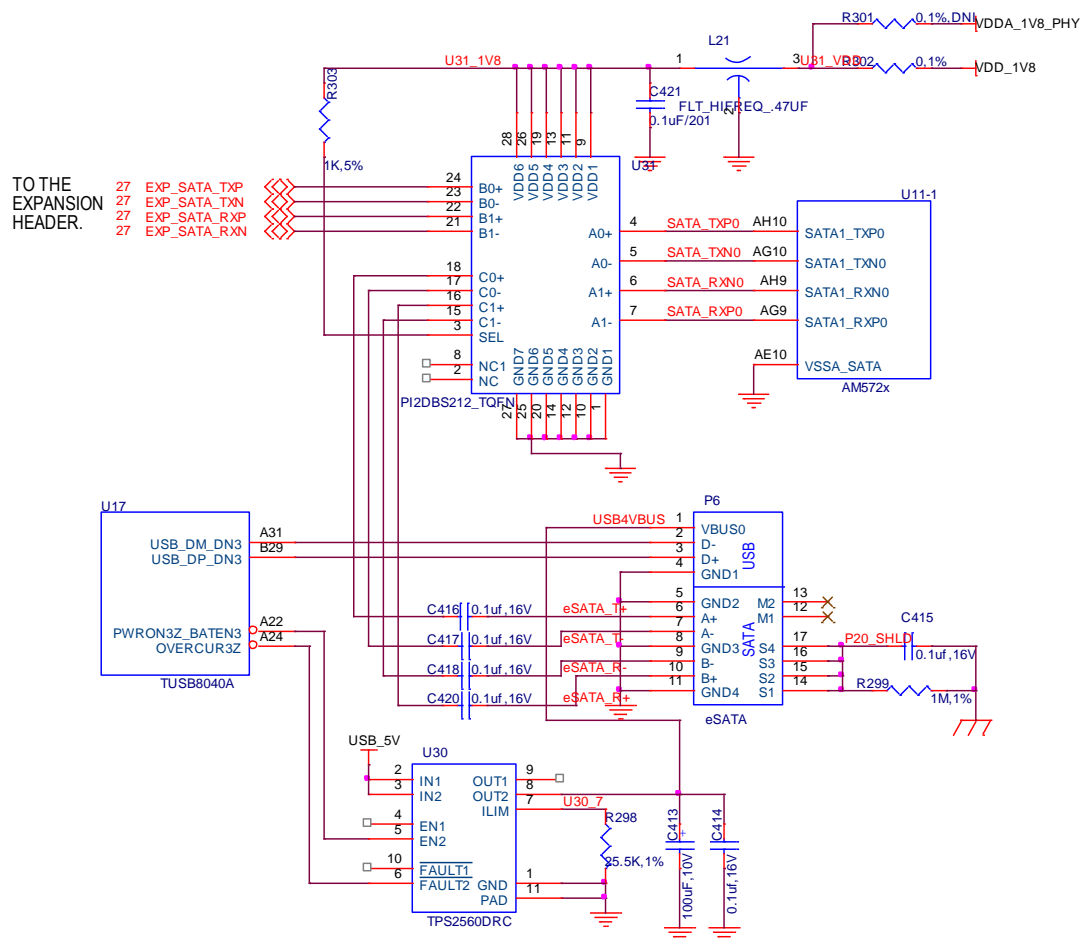 R301 0,1%,DNI VDDA_1V8_PHY
L21
U31_1V8 1 3 U31_VDD R302 0,1% VDD_1V8
R303
C421
FLT_HIFREQ_.47UF
2
0.1uF/201
28 26 19 13 11 9
1K,5% U31
VDD6 VDD5 VDD4 VDD3 VDD2 VDD1
TO THE
EXPANSION
HEADER.
27 EXP_SATA_TXP 24 B0+
27 EXP_SATA_TXN 23 B0-
27 EXP_SATA_RXP 22 B1+
27 EXP_SATA_RXN 21 B1-
U11-1
A0+ 4 SATA_TXP0 AH10 SATA1_TXP0
A0- 5 SATA_TXN0 AG10 SATA1_TXN0
A1+ 6 SATA_RXN0 AH9 SATA1_RXN0
A1- 7 SATA_RXP0 AG9 SATA1_RXP0
AE10 VSSA_SATA
AM572x
18 C0+
17 C0-
16 C1+
15 C1-
3 SEL
8 NC1
2 NC
GND7 GND6 GND5 GND4 GND3 GND2 GND1
PI2DBS212_TQFN
27 25 20 14 12 10 1
U17
USB_DM_DN3 A31
USB_DP_DN3 B29
PWRON3Z_BATEN3 A22
OVERCUR3Z A24
TUSB8040A
P6
USB4VBUS 1 VBUS0
2 D-
3 D+
4 GND1
USB
5 GND2 M2 13
C416 0.1uf,16V eSATA_T+ 6 A+ M1 12
C417 0.1uf,16V eSATA_T- 7 A-
8 GND3 S4 17 P20_SHLD
C418 0.1uf,16V eSATA_R- 9 B- S3 16
10 B+ S2 15
C420 0.1uf,16V eSATA_R+ 11 GND4 S1 14
SATA
eSATA
C415
0.1uf,16V
R299
1M,1%
USB_5V
U30
2 IN1 OUT1 9
3 IN2 OUT2 8
ILIM 7 U30_7
4 EN1
5 EN2
10 FAULT1
6 FAULT2 GND 1
PAD 11
TPS2560DRC
R298
25.5K,1%
C413
+
100uF,10V
C414
0.1uf,16V